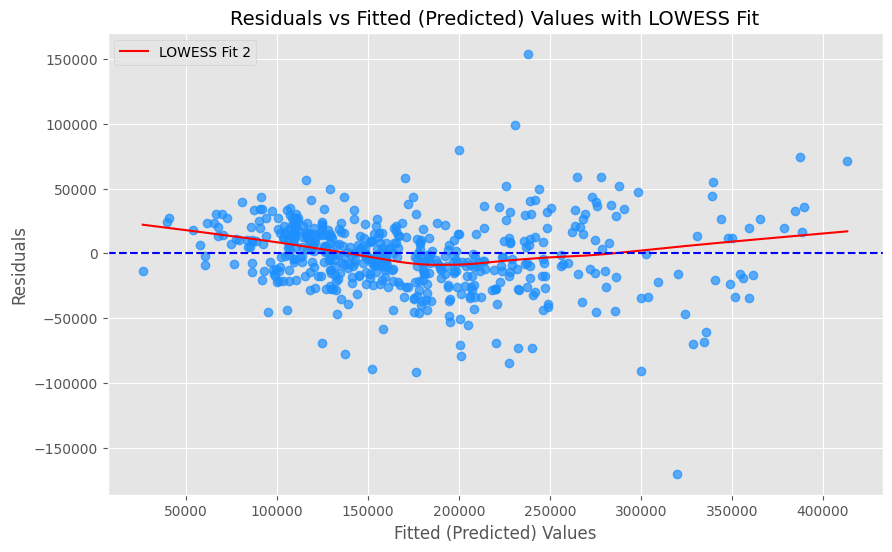 Residuals vs Fitted (Predicted) Values with LOWESS Fit
LOWESS Fit 2
150000
100000
50000
0
−50000
−100000
−150000
Residuals
50000 100000 150000 200000 250000 300000 350000 400000
Fitted (Predicted) Values